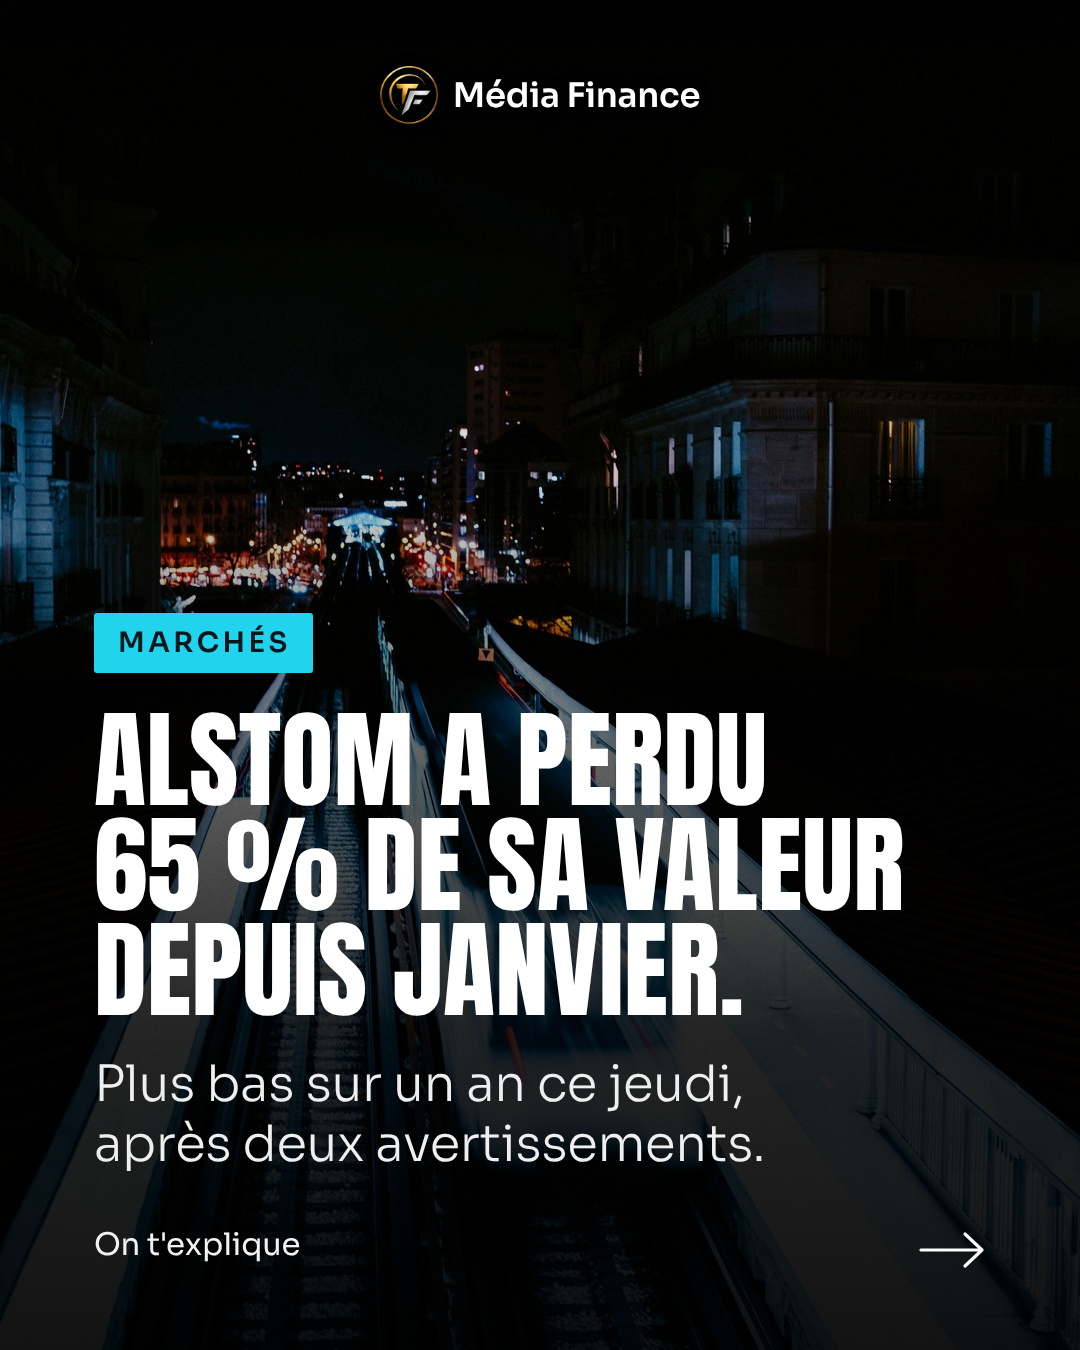 Média Finance
MARCHÉS
ALSTOM A PERDU
65 % DE SA VALEUR
DEPUIS JANVIER.
Plus bas sur un an ce jeudi,
après deux avertissements.
On t'explique